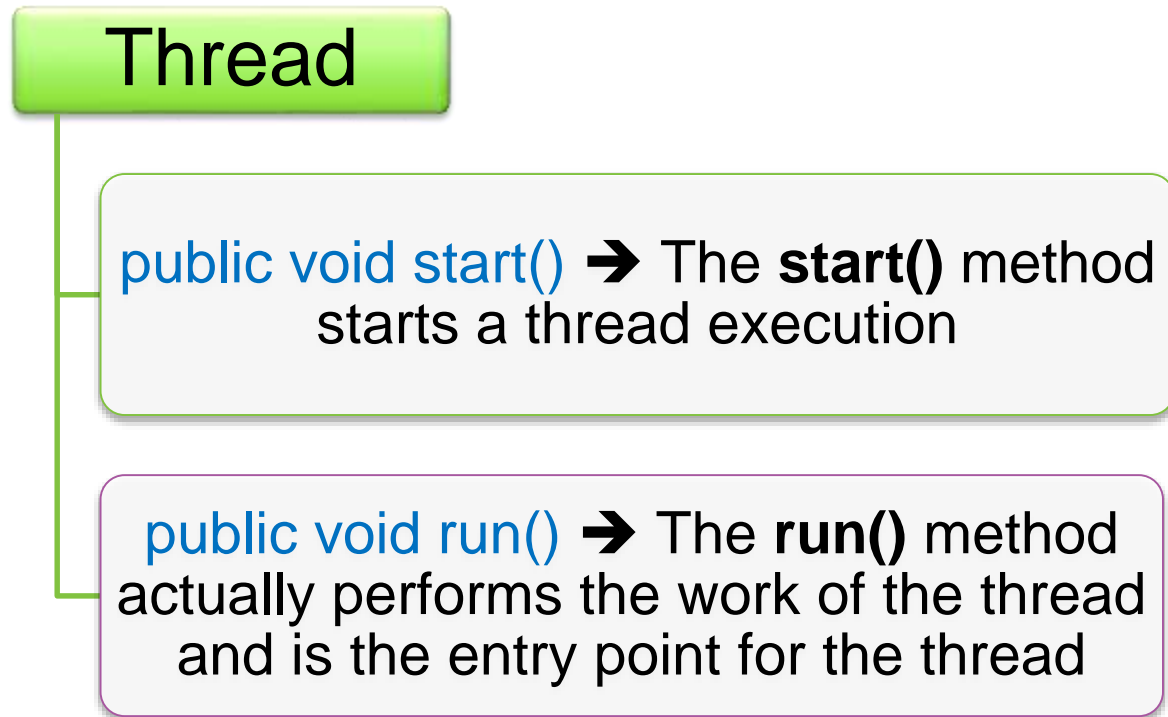 Thread
public void start() ➔ The start() method
starts a thread execution
public void run() ➔ The run() method
actually performs the work of the thread
and is the entry point for the thread